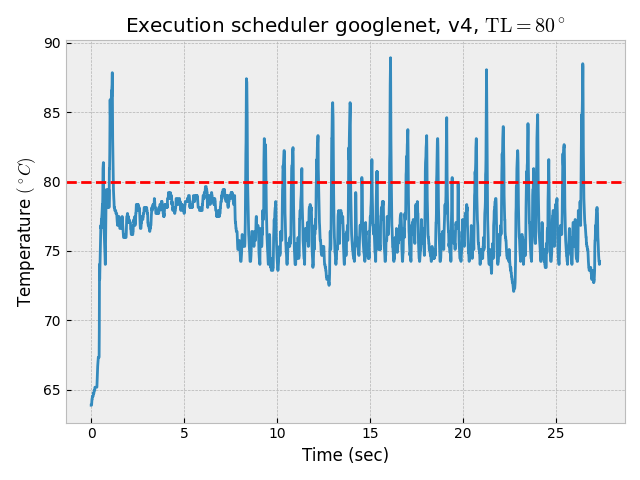 Execution scheduler googlenet, v4, TL = 80°
90
85
80
75
70
65
Temperature (°C)
0 5 10 15 20 25
Time (sec)